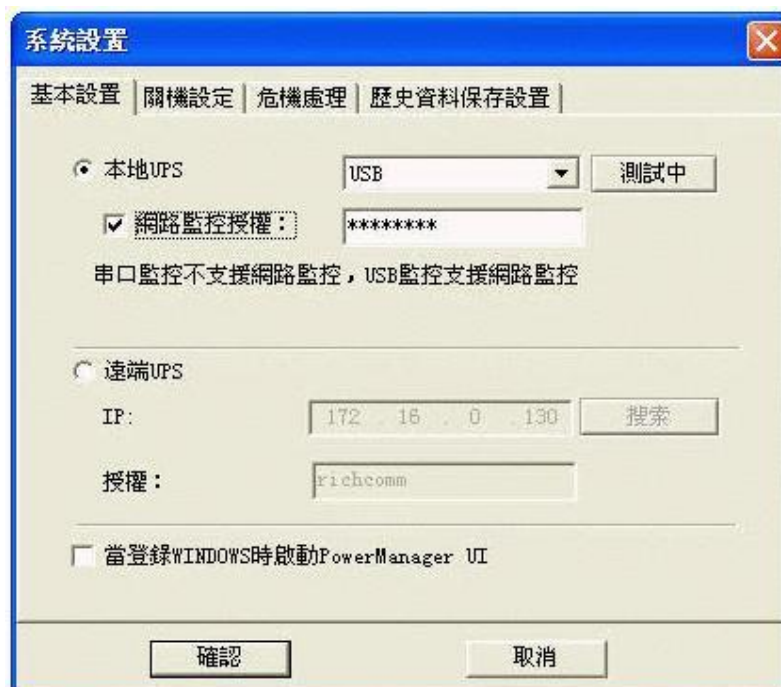 系統設置
基本設置 關機設定 危機處理 歷史資料保存設置
本地UPS USB 測試中
網路監控授權： ********
串口監控不支援網路監控，USB監控支援網路監控
遠端UPS
IP: 172 . 16 . 0 . 130 搜索
授權： richcomm
當登錄WINDOWS時啟動PowerManager UI
確認 取消